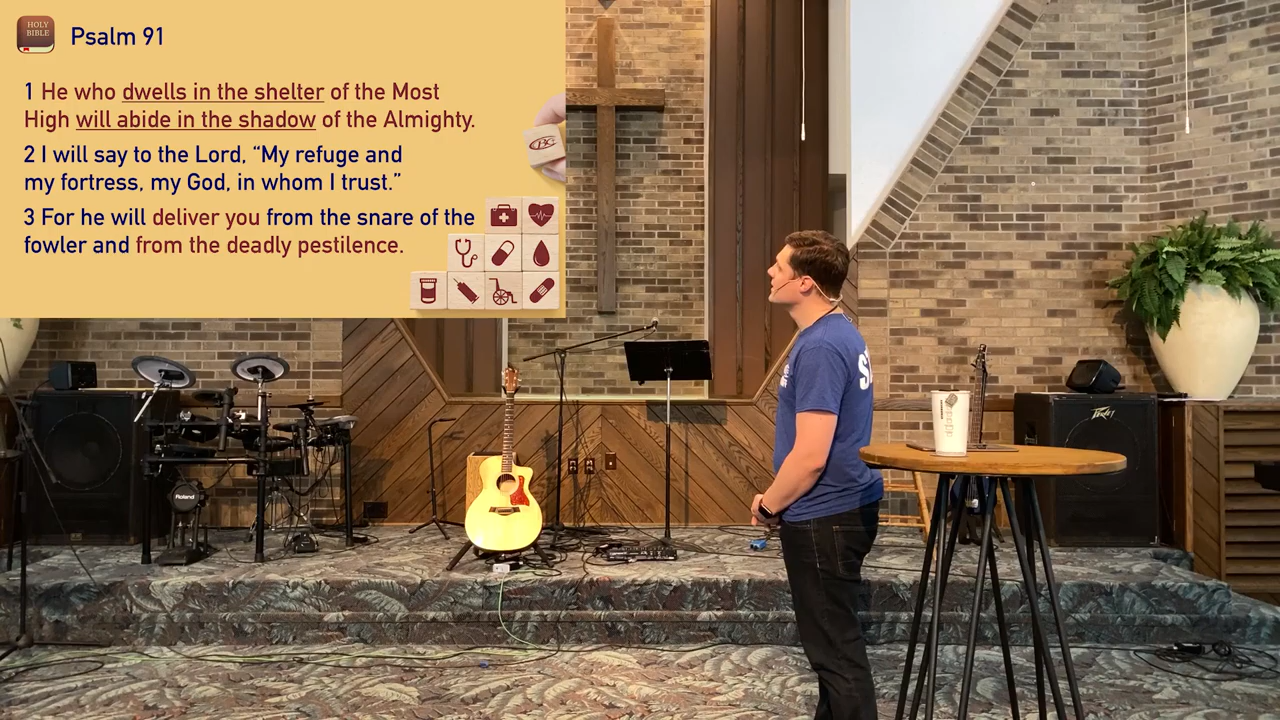 HOLY
BIBLE
Psalm 91
1 He who dwells in the shelter of the Most
High will abide in the shadow of the Almighty.
2 I will say to the Lord, “My refuge and
my fortress, my God, in whom I trust.”
3 For he will deliver you from the snare of the
fowler and from the deadly pestilence.
Roland
PEAVEY